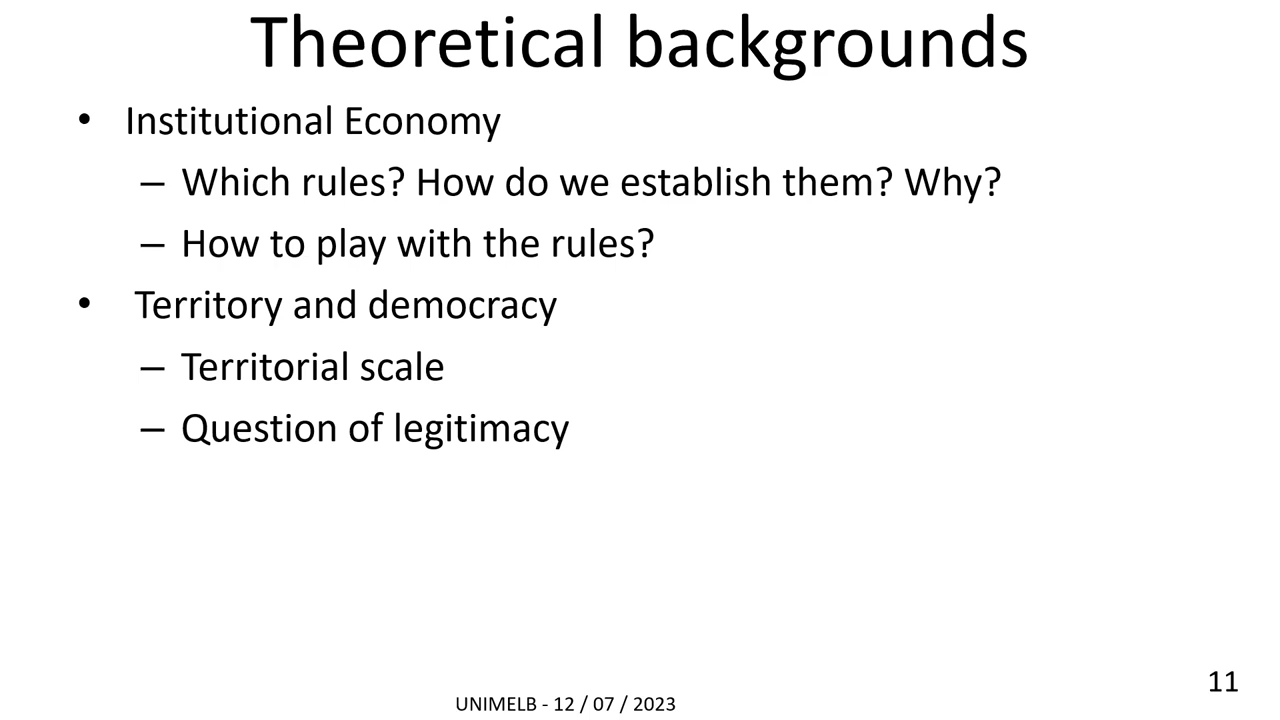 Theoretical backgrounds
• Institutional Economy
– Which rules? How do we establish them? Why?
– How to play with the rules?
• Territory and democracy
– Territorial scale
– Question of legitimacy
11
UNIMELB - 12 / 07 / 2023